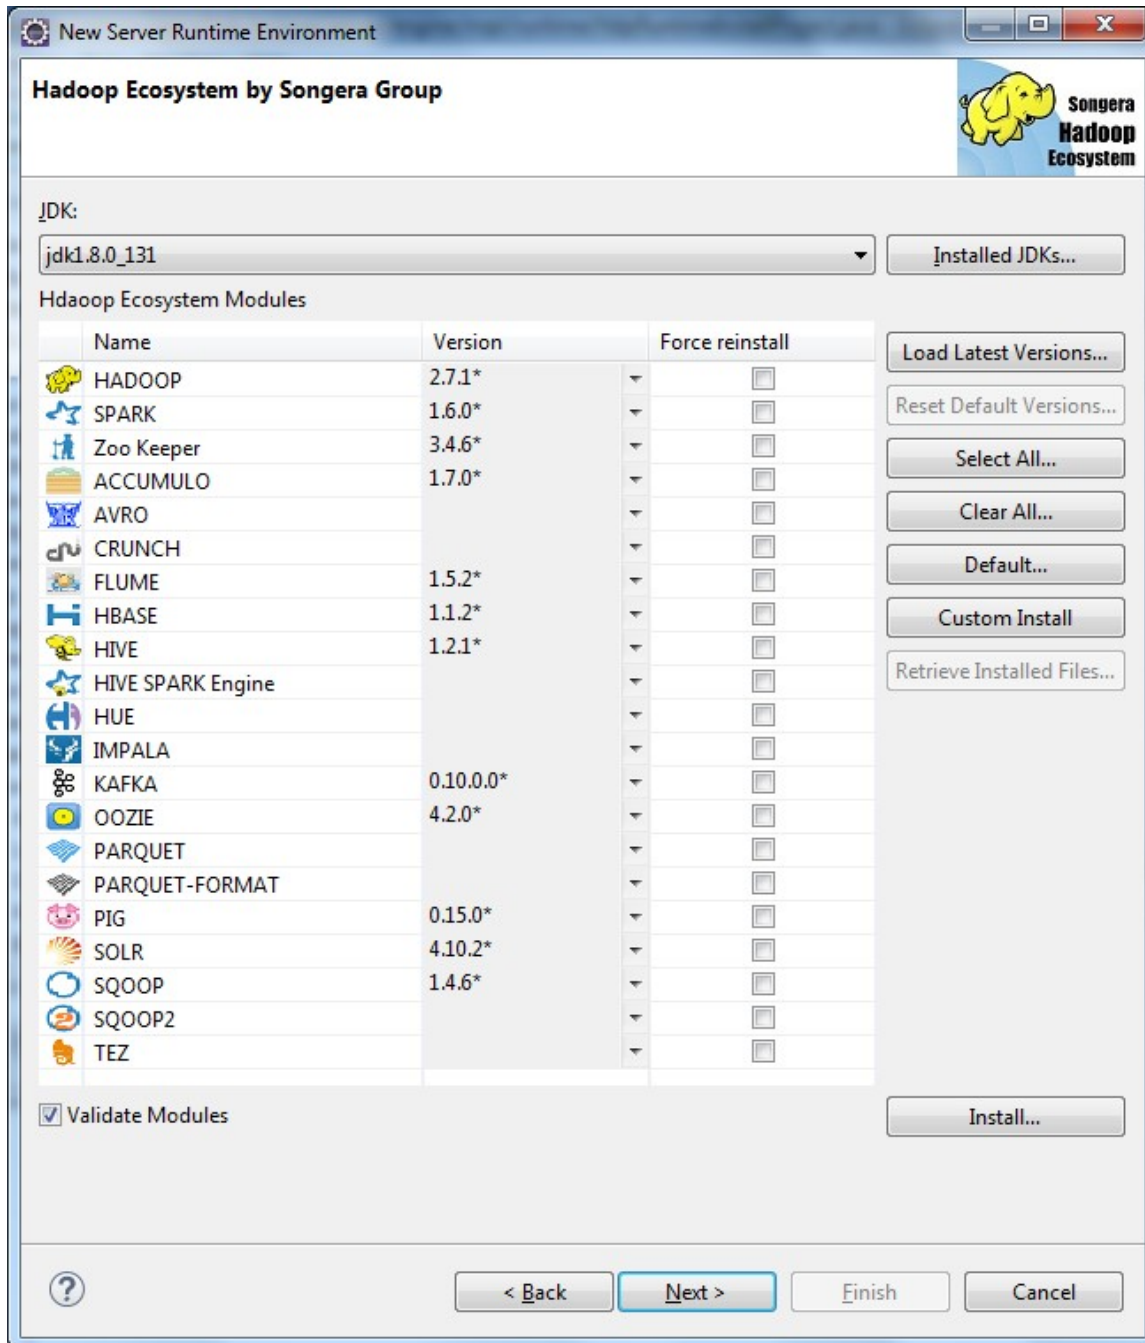 New Server Runtime Environment
Hadoop Ecosystem by Songera Group
Songera
Hadoop
Ecosystem
JDK:
jdk1.8.0_131
Installed JDKs...
Hdaoop Ecosystem Modules
Name Version Force reinstall
Load Latest Versions...
HADOOP 2.7.1*
SPARK 1.6.0*
Reset Default Versions...
Zoo Keeper 3.4.6*
Select All...
ACCUMULO 1.7.0*
AVRO
Clear All...
CRUNCH
Default...
FLUME 1.5.2*
HBASE 1.1.2*
Custom Install
HIVE 1.2.1*
HIVE SPARK Engine
Retrieve Installed Files...
HUE
IMPALA
KAFKA 0.10.0.0*
OOZIE 4.2.0*
PARQUET
PARQUET-FORMAT
PIG 0.15.0*
SOLR 4.10.2*
SQOOP 1.4.6*
SQOOP2
TEZ
Validate Modules
Install...
?
< Back Next > Finish Cancel